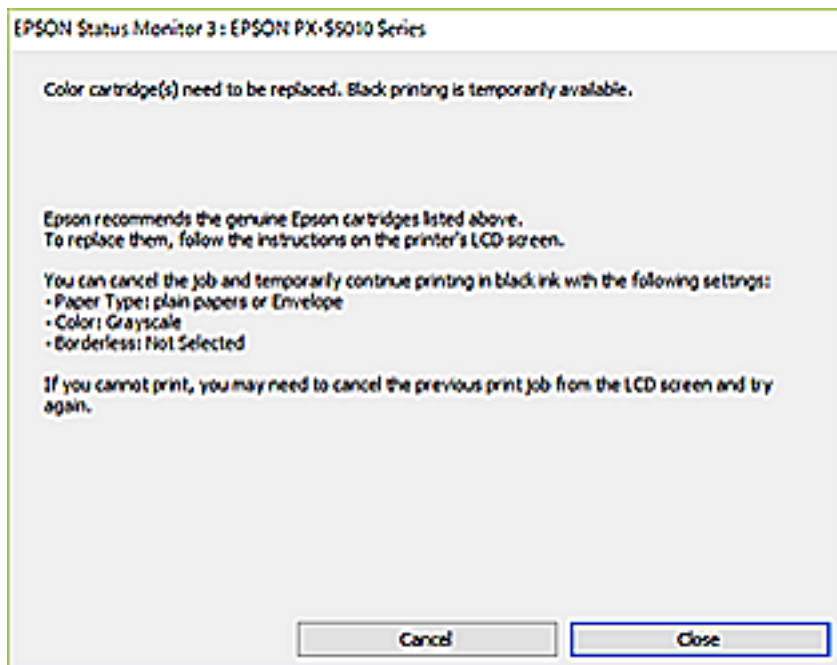 EPSON Status Monitor 3 : EPSON PX-S5010 Series
Color cartridge(s) need to be replaced. Black printing is temporarily available.
Epson recommends the genuine Epson cartridges listed above.
To replace them, follow the instructions on the printer's LCD screen.
You can cancel the job and temporarily continue printing in black ink with the following settings:
• Paper Type: plain papers or Envelope
• Color: Grayscale
• Borderless: Not Selected
If you cannot print, you may need to cancel the previous print job from the LCD screen and try
again.
Cancel Close